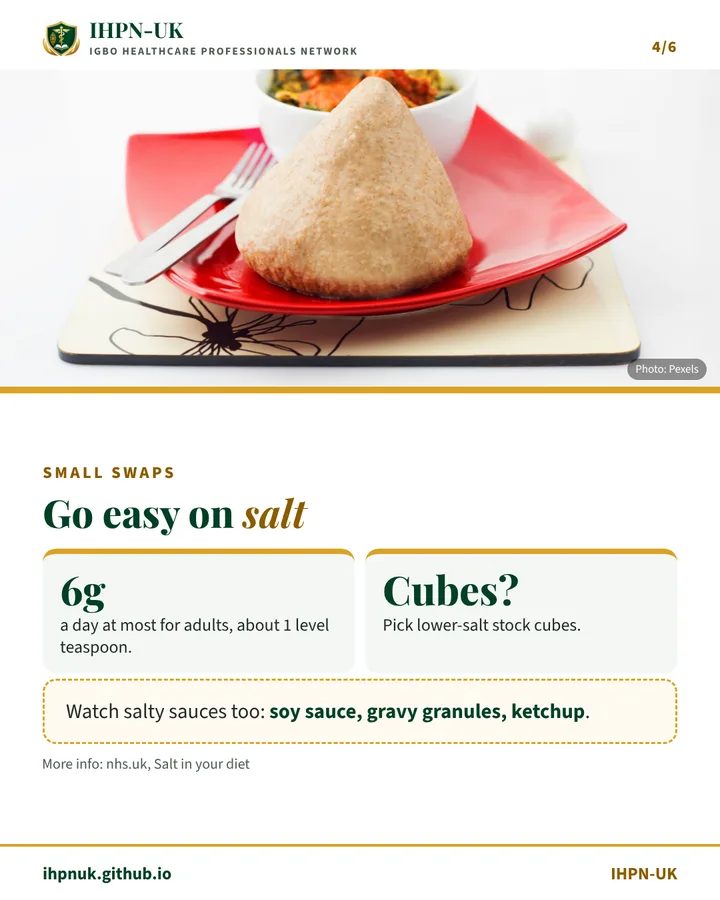 IHPN-UK
IGBO HEALTHCARE PROFESSIONALS NETWORK
4/6
Photo: Pexels
SMALL SWAPS
Go easy on salt
6g
a day at most for adults, about 1 level
teaspoon.
Cubes?
Pick lower-salt stock cubes.
Watch salty sauces too: soy sauce, gravy granules, ketchup.
More info: nhs.uk, Salt in your diet
ihpnuk.github.io
IHPN-UK